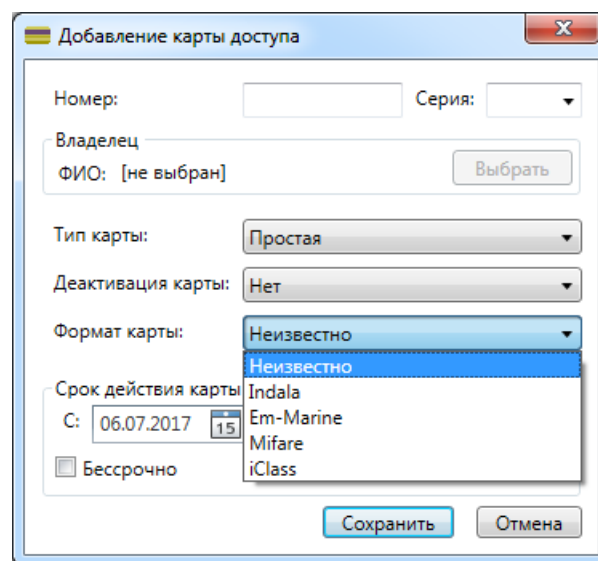 Добавление карты доступа
Номер: Серия:
Владелец
ФИО: [не выбран] Выбрать
Тип карты: Простая
Деактивация карты: Нет
Формат карты: Неизвестно
Неизвестно
Срок действия карты Indala
С: 06.07.2017 15 Em-Marine
Mifare
Бессрочно iClass
Сохранить Отмена